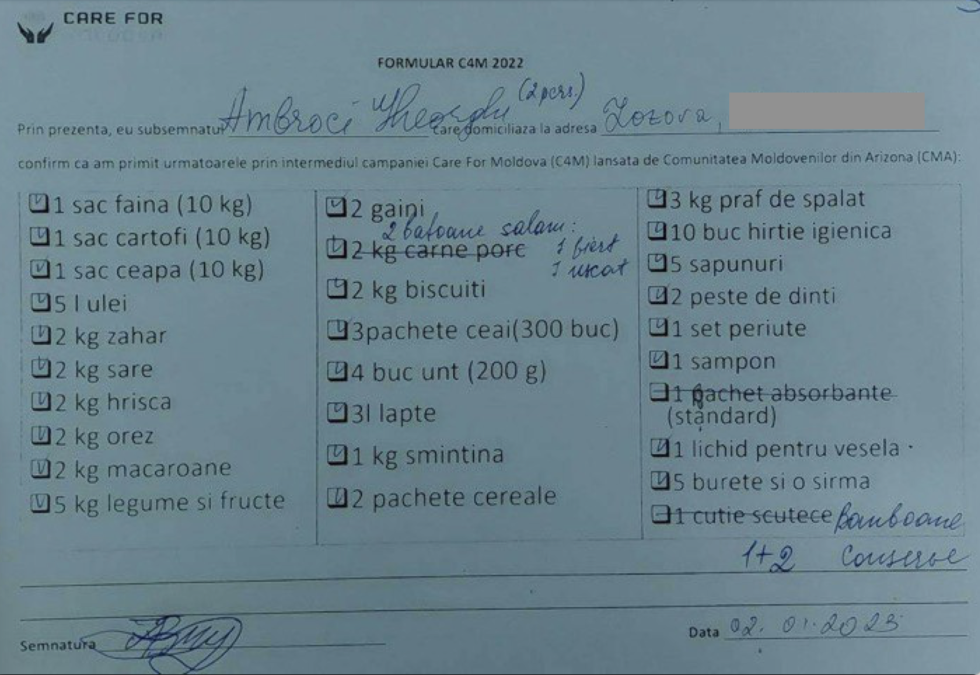 CARE FOR
MOLDOVA
FORMULAR C4M 2022
Prin prezenta, eu subsemnatul Ambroci Gheorghe (2 pers.) care domiciliaza la adresa Zozova,
confirm ca am primit urmatoarele prin intermediul campaniei Care For Moldova (C4M) lansata de Comunitatea Moldovenilor din Arizona (CMA):
1 sac faina (10 kg)
1 sac cartofi (10 kg)
1 sac ceapa (10 kg)
5 l ulei
2 kg zahar
2 kg sare
2 kg hrisca
2 kg orez
2 kg macaroane
5 kg legume si fructe
2 gaini
2 batoane salam:
2 kg carne porc 1 fiert
1 uscat
2 kg biscuiti
3pachete ceai(300 buc)
4 buc unt (200 g)
3l lapte
1 kg smintina
2 pachete cereale
3 kg praf de spalat
10 buc hirtie igienica
5 sapunuri
2 peste de dinti
1 set periute
1 sampon
1 pachet absorbante
(standard)
1 lichid pentru vesela
5 burete si o sirma
1 cutie scutece Bomboane
1+2 Conserve
Semnatura
Data 02.01.2023